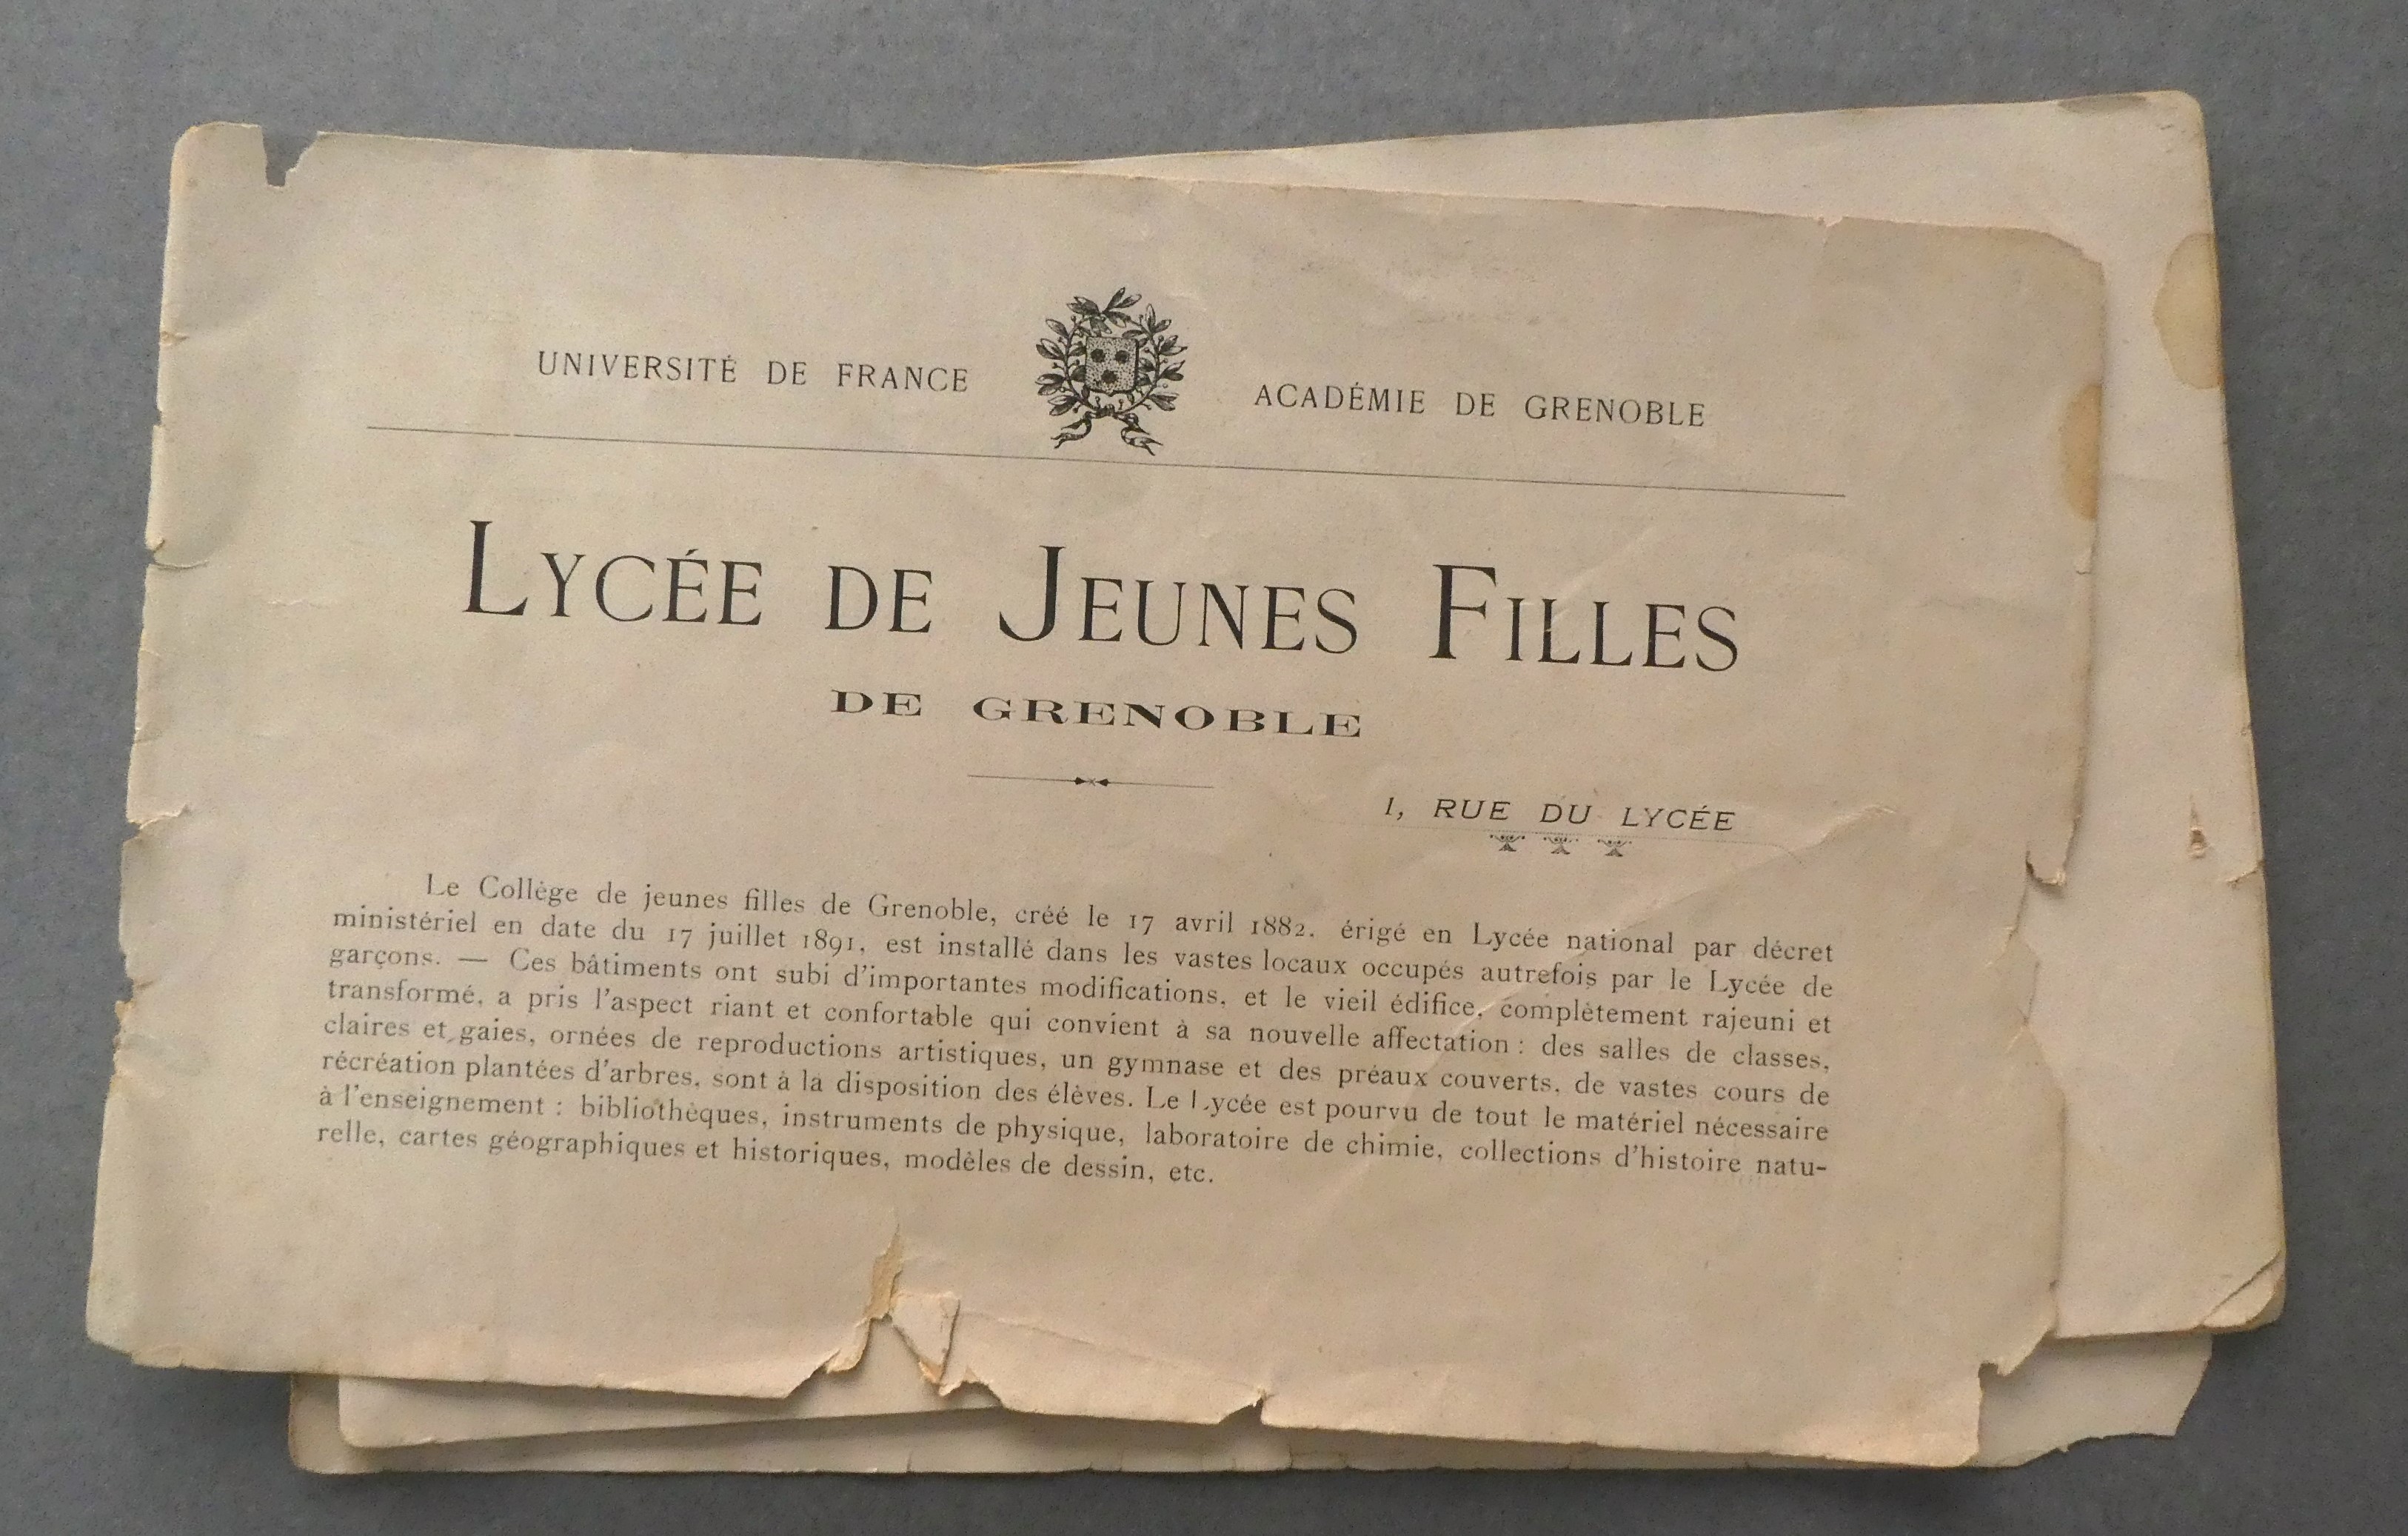 UNIVERSITÉ DE FRANCE
ACADÉMIE DE GRENOBLE
LYCÉE DE JEUNES FILLES
DE GRENOBLE
1, RUE DU LYCÉE
Le Collège de jeunes filles de Grenoble, créé le 17 avril 1882, érigé en Lycée national par décret
ministériel en date du 17 juillet 1891, est installé dans les vastes locaux occupés autrefois par le Lycée de
garçons. — Ces bâtiments ont subi d'importantes modifications, et le vieil édifice, complètement rajeuni et
transformé, a pris l'aspect riant et confortable qui convient à sa nouvelle affectation : des salles de classes,
claires et gaies, ornées de reproductions artistiques, un gymnase et des préaux couverts, de vastes cours de
récréation plantées d'arbres, sont à la disposition des élèves. Le Lycée est pourvu de tout le matériel nécessaire
à l'enseignement : bibliothèques, instruments de physique, laboratoire de chimie, collections d'histoire natu-
relle, cartes géographiques et historiques, modèles de dessin, etc.